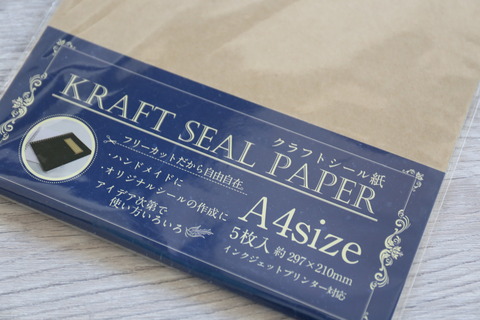 KRAFT SEAL PAPER
クラフトシール紙
フリーカットだから自由自在。
・ハンドメイドに
・オリジナルシールの作成に
アイデア次第で
使い方いろいろ
A4size
5枚入 約297×210mm
インクジェットプリンター対応